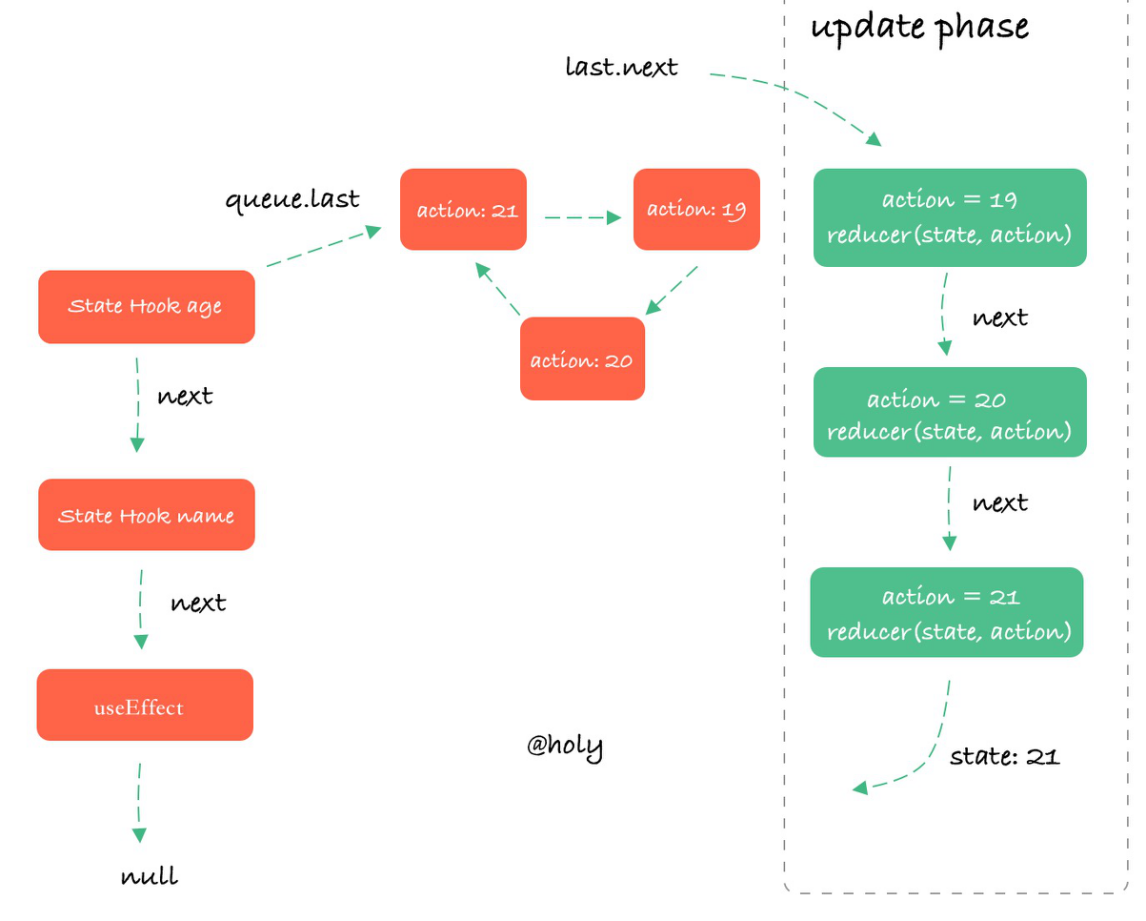 update phase
last.next
queue.last
action: 21
action: 19
action: 20
State Hook age
next
State Hook name
next
useEffect
null
@holy
action = 19
reducer(state, action)
next
action = 20
reducer(state, action)
next
action = 21
reducer(state, action)
state: 21